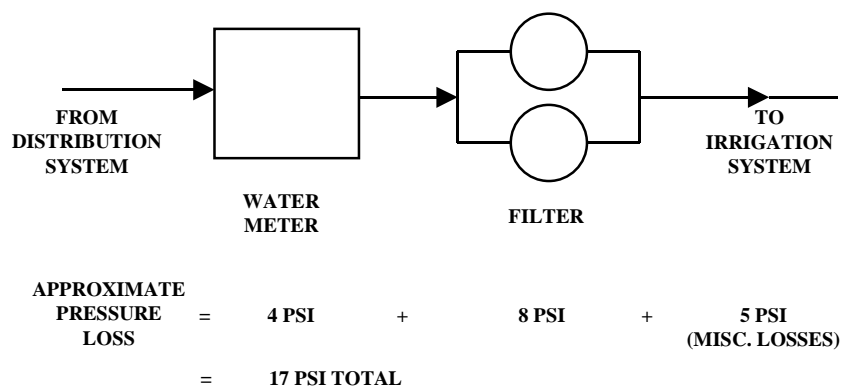 FROM
DISTRIBUTION
SYSTEM
WATER
METER
FILTER
TO
IRRIGATION
SYSTEM
APPROXIMATE
PRESSURE
LOSS
= 4 PSI + 8 PSI + 5 PSI
(MISC. LOSSES)
= 17 PSI TOTAL